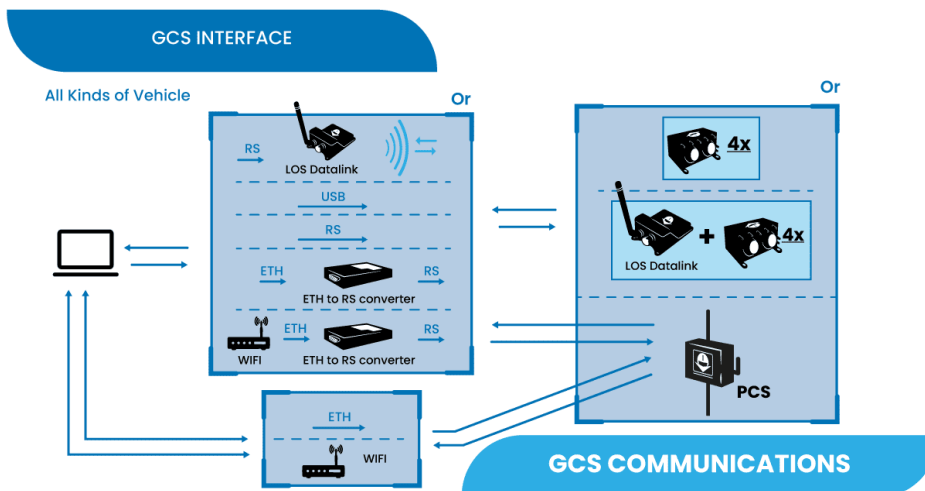 GCS INTERFACE
All Kinds of Vehicle
Or
Or
RS
LOS Datalink
USB
RS
ETH
RS
ETH to RS converter
ETH
RS
WIFI
ETH to RS converter
4x
+
4x
LOS Datalink
PCS
ETH
WIFI
GCS COMMUNICATIONS